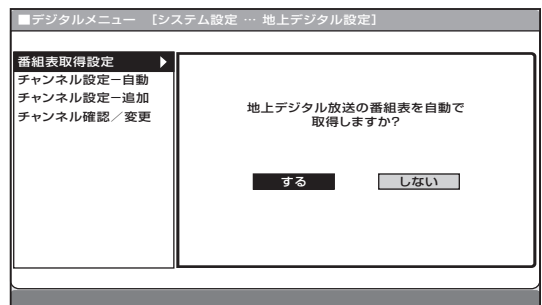 ■デジタルメニュー [システム設定 … 地上デジタル設定]
番組表取得設定
チャンネル設定－自動
チャンネル設定－追加
チャンネル確認／変更
地上デジタル放送の番組表を自動で
取得しますか?
する しない